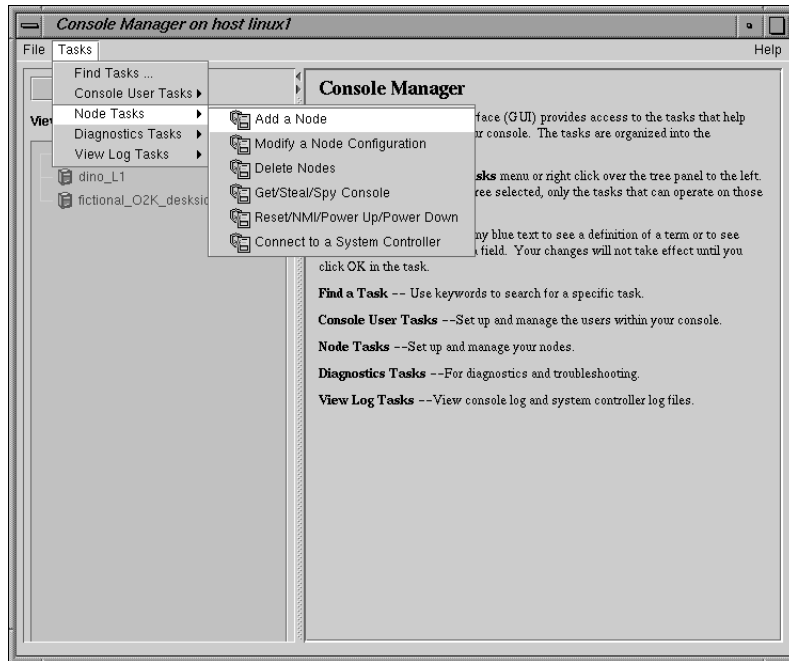 Console Manager on host linux1
File Tasks Help
Find Tasks ...
Console User Tasks
Node Tasks
Diagnostics Tasks
View Log Tasks
Add a Node
Modify a Node Configuration
Delete Nodes
Get/Steal/Spy Console
Reset/NMI/Power Up/Power Down
Connect to a System Controller
dino_L1
fictional_O2K_desksid
Console Manager
face (GUI) provides access to the tasks that help
ur console. The tasks are organized into the
sks menu or right click over the tree panel to the left.
ree selected, only the tasks that can operate on those
ny blue text to see a definition of a term or to see
field. Your changes will not take effect until you
click OK in the task.
Find a Task -- Use keywords to search for a specific task.
Console User Tasks --Set up and manage the users within your console.
Node Tasks --Set up and manage your nodes.
Diagnostics Tasks --For diagnostics and troubleshooting.
View Log Tasks --View console log and system controller log files.